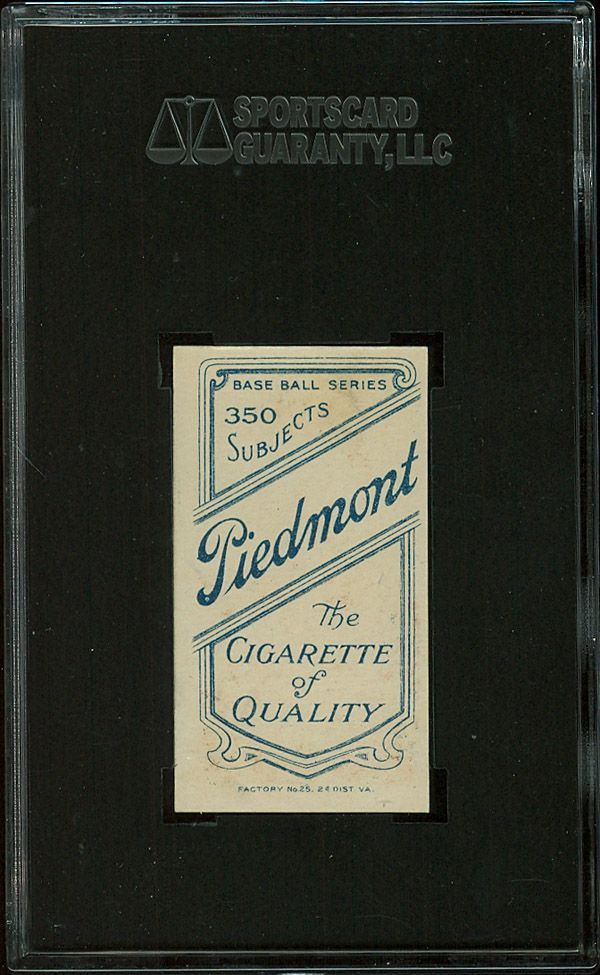 SPORTSCARD
GUARANTY, LLC
BASE BALL SERIES
350
SUBJECTS
Piedmont
The
CIGARETTE
of
QUALITY
FACTORY No 25, 2d DIST. VA.